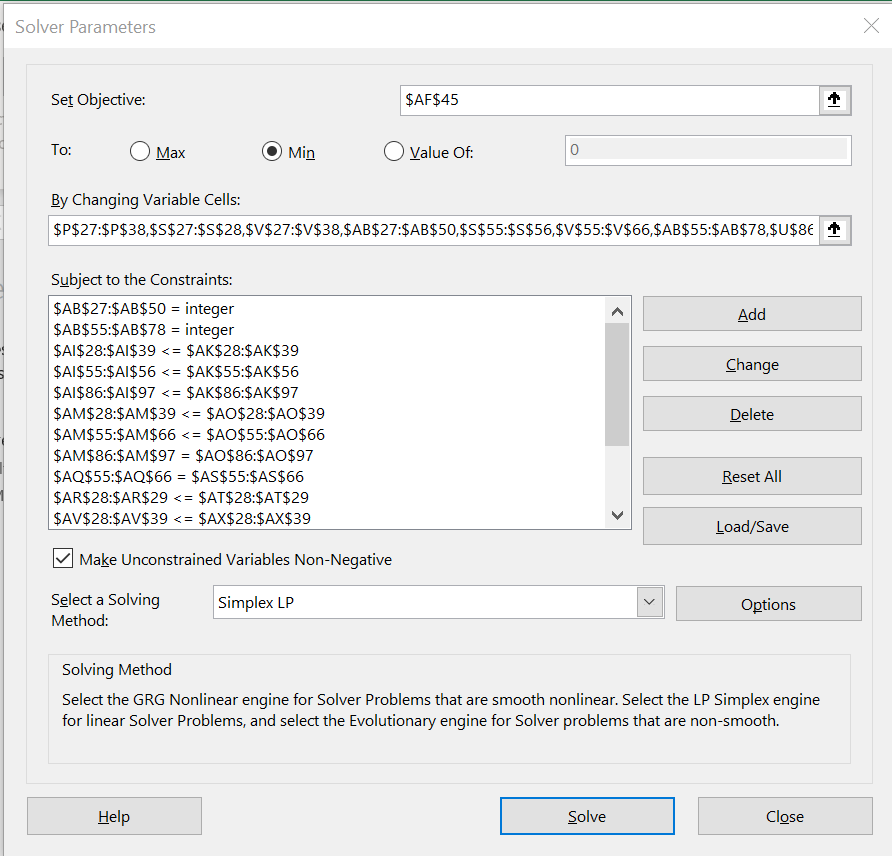 Solver Parameters
Set Objective:
$AF$45
To:
Max
Min
Value Of:
0
By Changing Variable Cells:
$P$27:$P$38,$S$27:$S$28,$V$27:$V$38,$AB$27:$AB$50,$S$55:$S$56,$V$55:$V$66,$AB$55:$AB$78,$U$86
Subject to the Constraints:
$AB$27:$AB$50 = integer
$AB$55:$AB$78 = integer
$AI$28:$AI$39 <= $AK$28:$AK$39
$AI$55:$AI$56 <= $AK$55:$AK$56
$AI$86:$AI$97 <= $AK$86:$AK$97
$AM$28:$AM$39 <= $AO$28:$AO$39
$AM$55:$AM$66 <= $AO$55:$AO$66
$AM$86:$AM$97 = $AO$86:$AO$97
$AQ$55:$AQ$66 = $AS$55:$AS$66
$AR$28:$AR$29 <= $AT$28:$AT$29
$AV$28:$AV$39 <= $AX$28:$AX$39
Add
Change
Delete
Reset All
Load/Save
Make Unconstrained Variables Non-Negative
Select a Solving
Method:
Simplex LP
Options
Solving Method
Select the GRG Nonlinear engine for Solver Problems that are smooth nonlinear. Select the LP Simplex engine
for linear Solver Problems, and select the Evolutionary engine for Solver problems that are non-smooth.
Help
Solve
Close